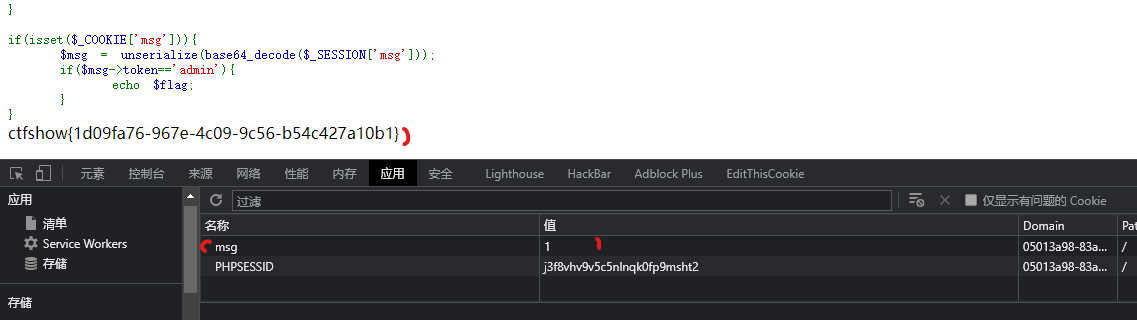 }
if(isset($_COOKIE['msg'])){
$msg = unserialize(base64_decode($_SESSION['msg']));
if($msg->token=='admin'){
echo $flag;
}
}
ctfshow{1d09fa76-967e-4c09-9c56-b54c427a10b1}
元素 控制台 来源 网络 性能 内存 应用 安全 Lighthouse HackBar Adblock Plus EditThisCookie
应用
过滤 仅显示有问题的 Cookie
清单
名称 值 Domain Pat
Service Workers
msg 1 05013a98-83a... /
存储
PHPSESSID j3f8vhv9v5c5nlnqk0fp9msht2 05013a98-83a... /
存储